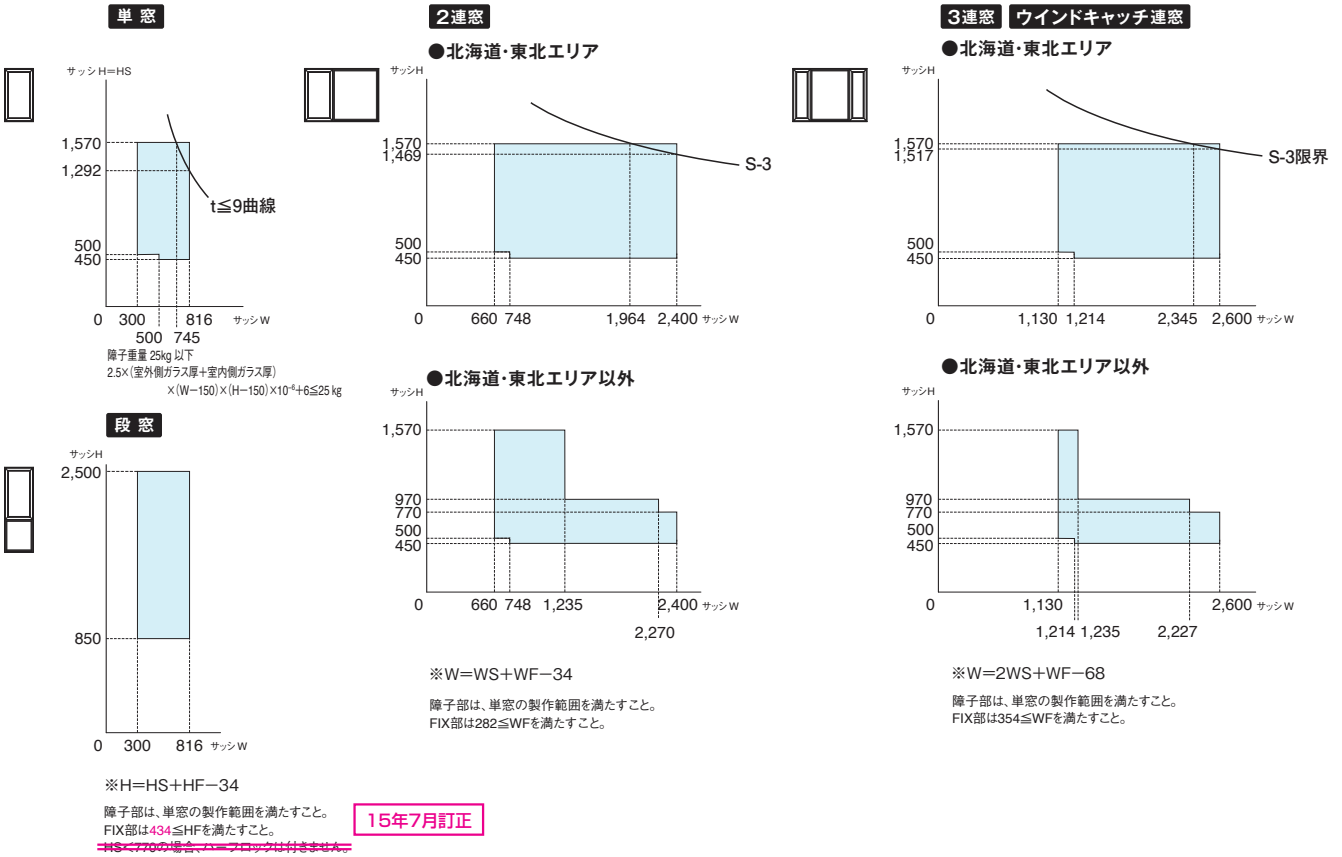 単 窓
サッシ H=HS
1,570
1,292
500
450
t≦9曲線
0 300 816 サッシ W
500 745
障子重量 25kg 以下
2.5×(室外側ガラス厚+室内側ガラス厚)
×(W−150)×(H−150)×10⁻⁶+6≦25 kg
段 窓
サッシH
2,500
850
0 300 816 サッシ W
※H=HS+HF−34
障子部は、単窓の製作範囲を満たすこと。
FIX部は434≦HFを満たすこと。
HS<770の場合、ハーフロックは付きません。
15年7月訂正
2連窓
●北海道・東北エリア
サッシH
1,570
1,469
500
450
S-3
0 660 748 1,964 2,400 サッシ W
●北海道・東北エリア以外
サッシH
1,570
970
770
500
450
0 660 748 1,235 2,400 サッシ W
2,270
※W=WS+WF−34
障子部は、単窓の製作範囲を満たすこと。
FIX部は282≦WFを満たすこと。
3連窓 ウインドキャッチ連窓
●北海道・東北エリア
サッシH
1,570
1,517
500
450
S-3限界
0 1,130 1,214 2,345 2,600 サッシ W
●北海道・東北エリア以外
サッシH
1,570
970
770
500
450
0 1,130 2,600 サッシ W
1,214 1,235 2,227
※W=2WS+WF−68
障子部は、単窓の製作範囲を満たすこと。
FIX部は354≦WFを満たすこと。